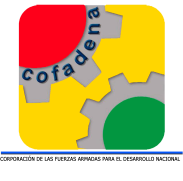 cofadena
CORPORACIÓN DE LAS FUERZAS ARMADAS PARA EL DESARROLLO NACIONAL